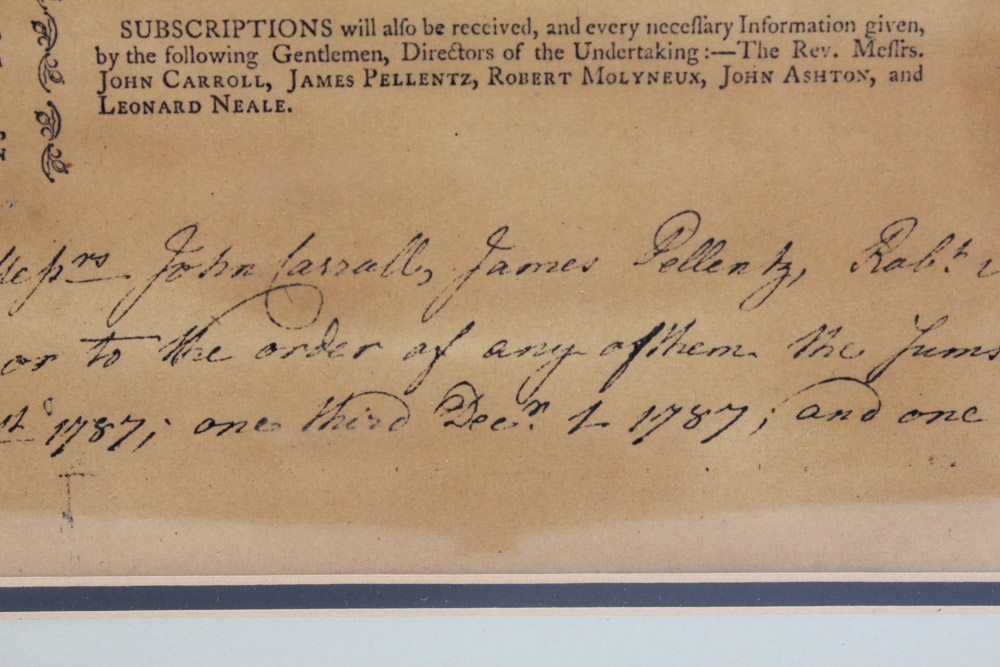 SUBSCRIPTIONS will alſo be received, and every neceſſary Information given,
by the following Gentlemen, Directors of the Undertaking:—The Rev. Meſſrs.
JOHN CARROLL, JAMES PELLENTZ, ROBERT MOLYNEUX, JOHN ASHTON, and
LEONARD NEALE.
Meſsrs John Carroll, James Pellentz, Robt
or to the order of any of them the Sums
1787; one third Decr. 1 1787; and one